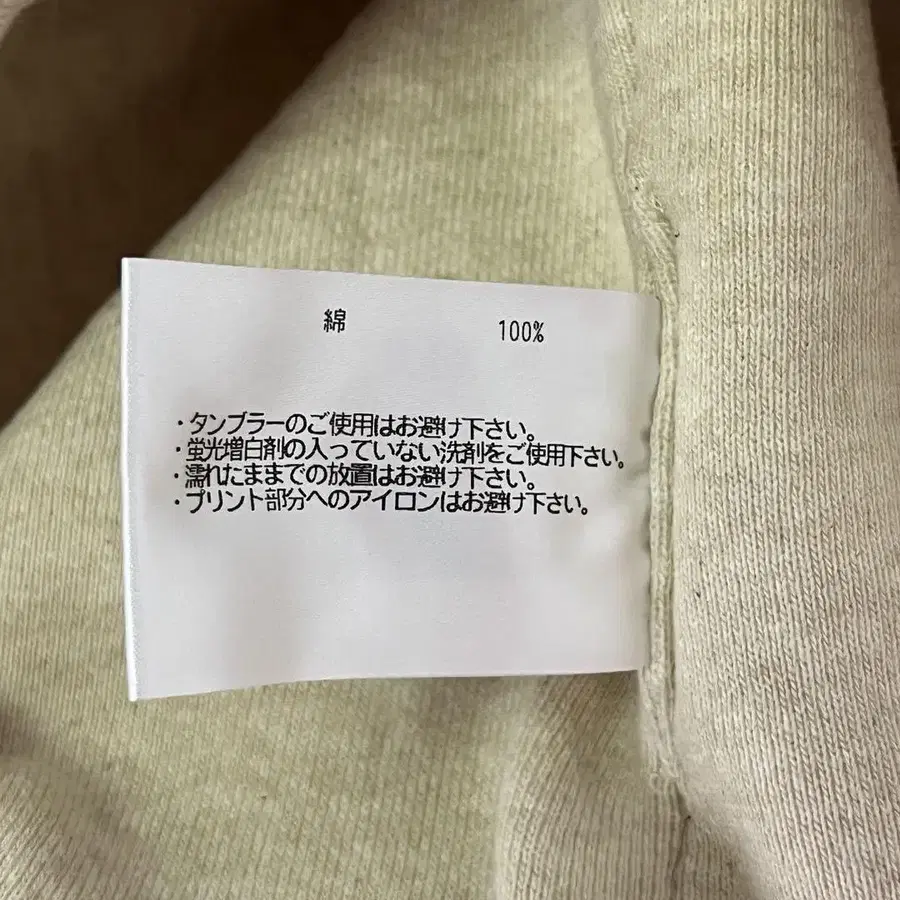 綿 100%
・タンブラーのご使用はお避け下さい。
・蛍光増白剤の入っていない洗剤をご使用下さい。
・濡れたままでの放置はお避け下さい。
・プリント部分へのアイロンはお避け下さい。